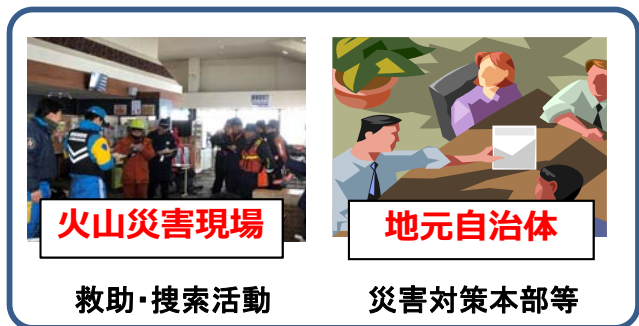 火山災害現場
地元自治体
救助・捜索活動
災害対策本部等